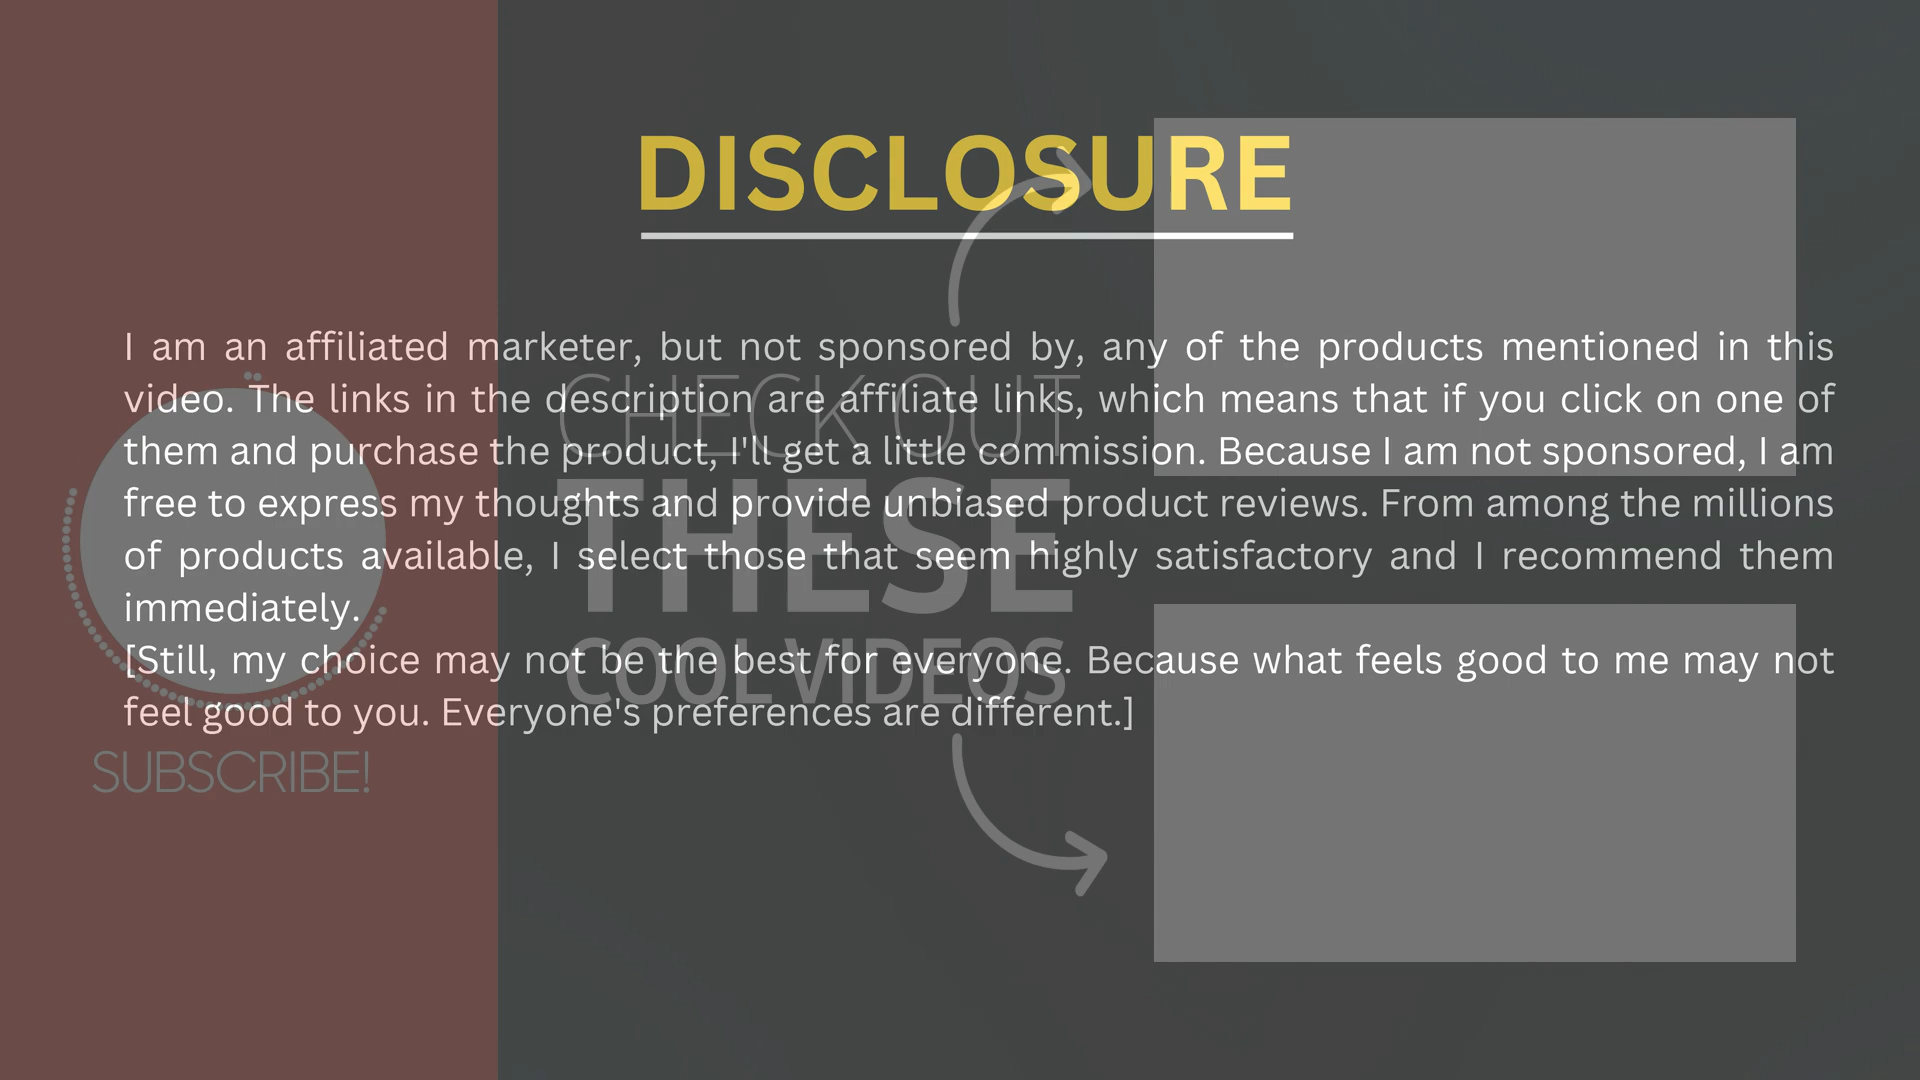 DISCLOSURE
I am an affiliated marketer, but not sponsored by, any of the products mentioned in this
video. The links in the description are affiliate links, which means that if you click on one of
them and purchase the product, I'll get a little commission. Because I am not sponsored, I am
free to express my thoughts and provide unbiased product reviews. From among the millions
of products available, I select those that seem highly satisfactory and I recommend them
immediately.
[Still, my choice may not be the best for everyone. Because what feels good to me may not
feel good to you. Everyone's preferences are different.]
CHECK OUT
THESE
COOL VIDEOS
SUBSCRIBE!